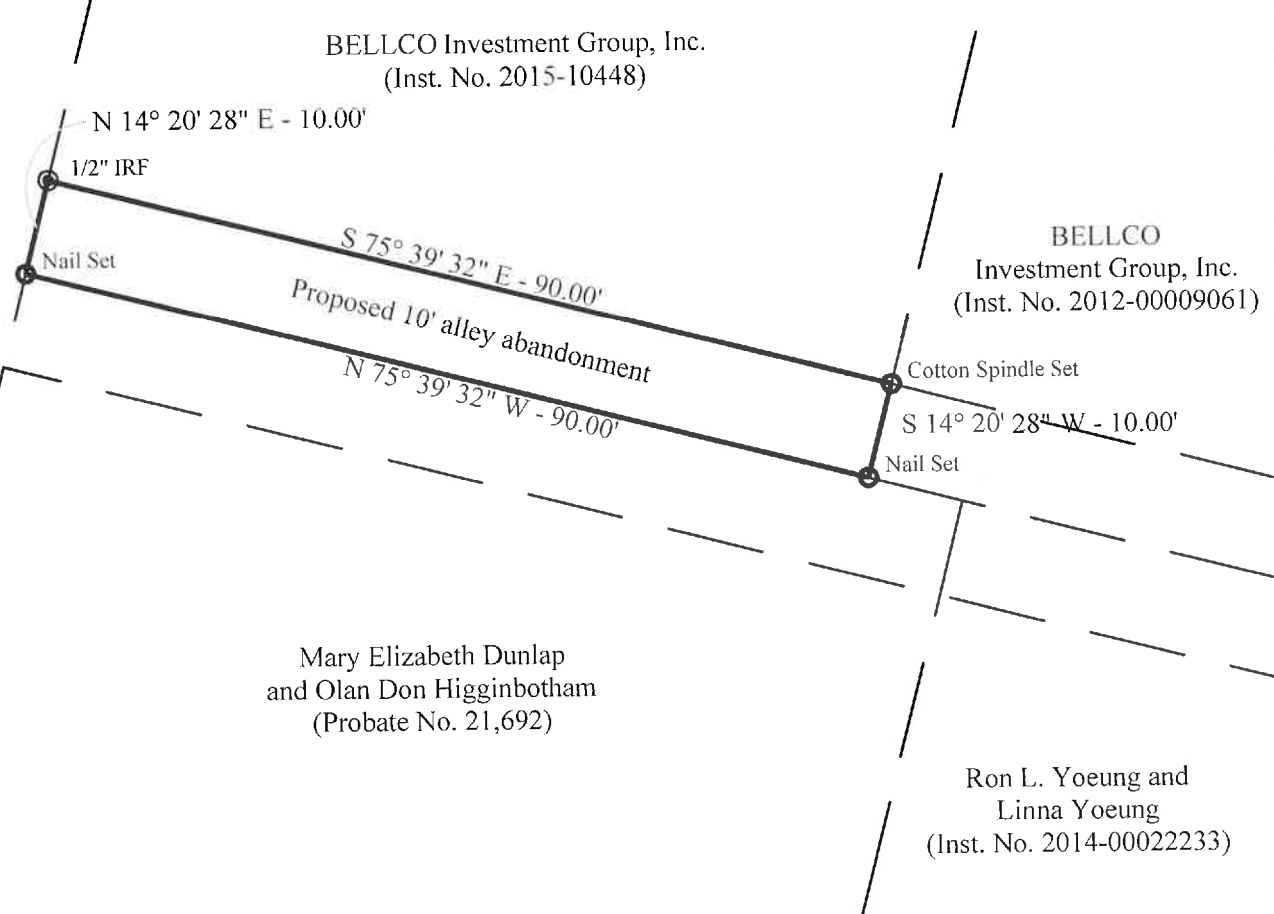 BELLCO Investment Group, Inc.
(Inst. No. 2015-10448)
N 14° 20' 28" E - 10.00'
1/2" IRF
Nail Set
S 75° 39' 32" E - 90.00'
Proposed 10' alley abandonment
N 75° 39' 32" W - 90.00'
BELLCO
Investment Group, Inc.
(Inst. No. 2012-00009061)
Cotton Spindle Set
S 14° 20' 28" W - 10.00'
Nail Set
Mary Elizabeth Dunlap
and Olan Don Higginbotham
(Probate No. 21,692)
Ron L. Yoeung and
Linna Yoeung
(Inst. No. 2014-00022233)